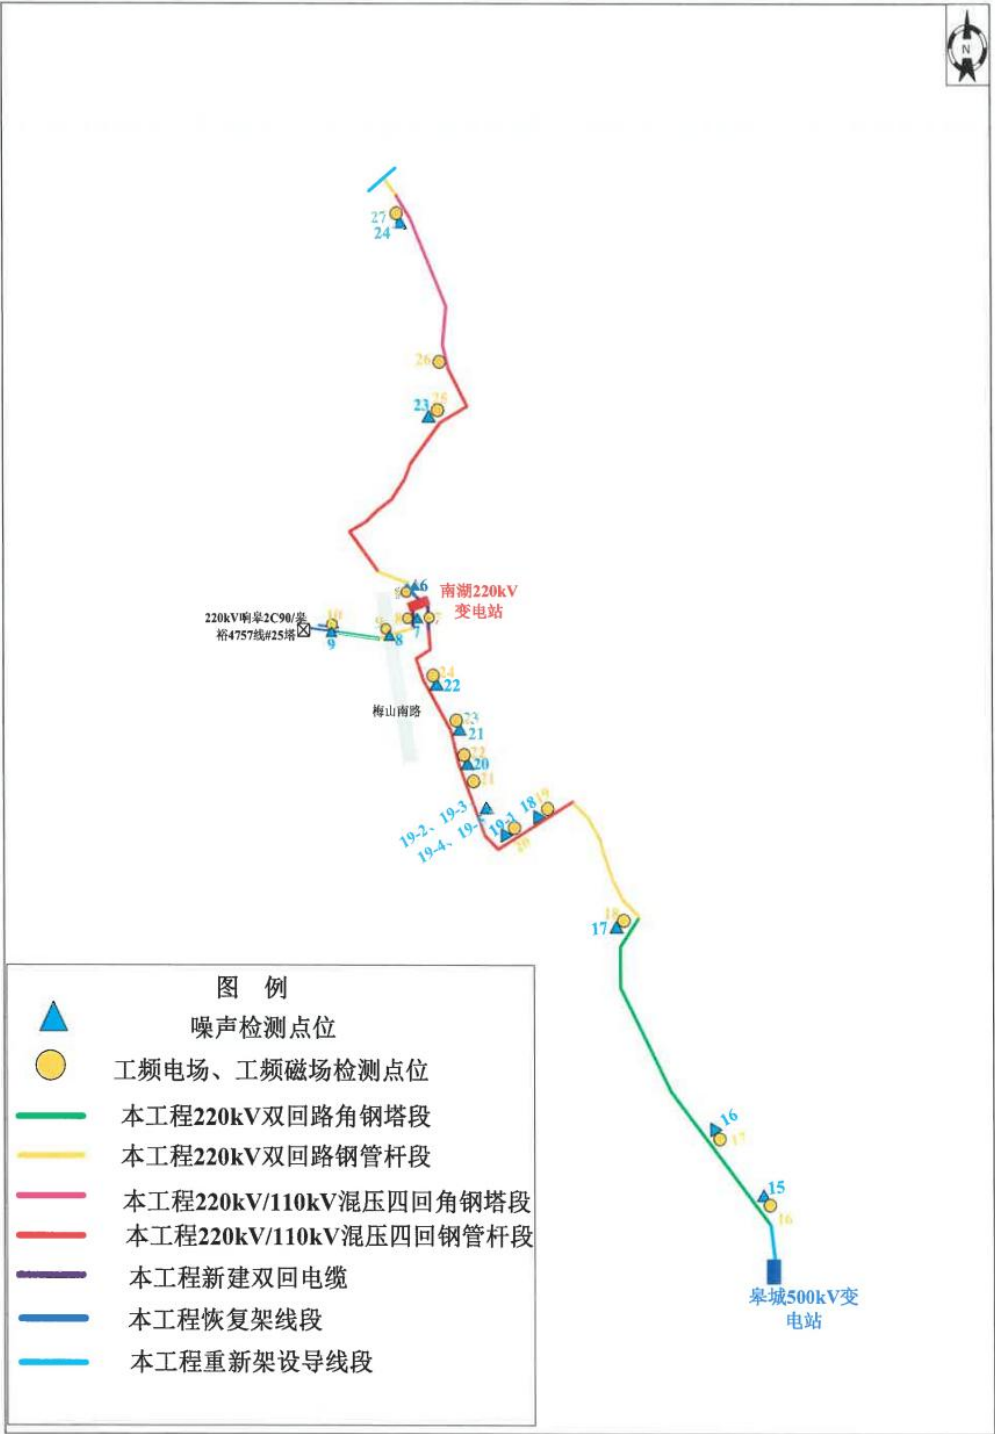 N
27
24
26
25
23
6
南湖220kV
变电站
220kV响皋2C90/皋
裕4757线#25塔
10
9
9
8
8
7
7
24
22
梅山南路
23
21
22
20
21
19-2、19-3
19-4、19-
19-1
18
19
20
18
17
16
17
15
16
皋城500kV变
电站
图 例
噪声检测点位
工频电场、工频磁场检测点位
本工程220kV双回路角钢塔段
本工程220kV双回路钢管杆段
本工程220kV/110kV混压四回角钢塔段
本工程220kV/110kV混压四回钢管杆段
本工程新建双回电缆
本工程恢复架线段
本工程重新架设导线段